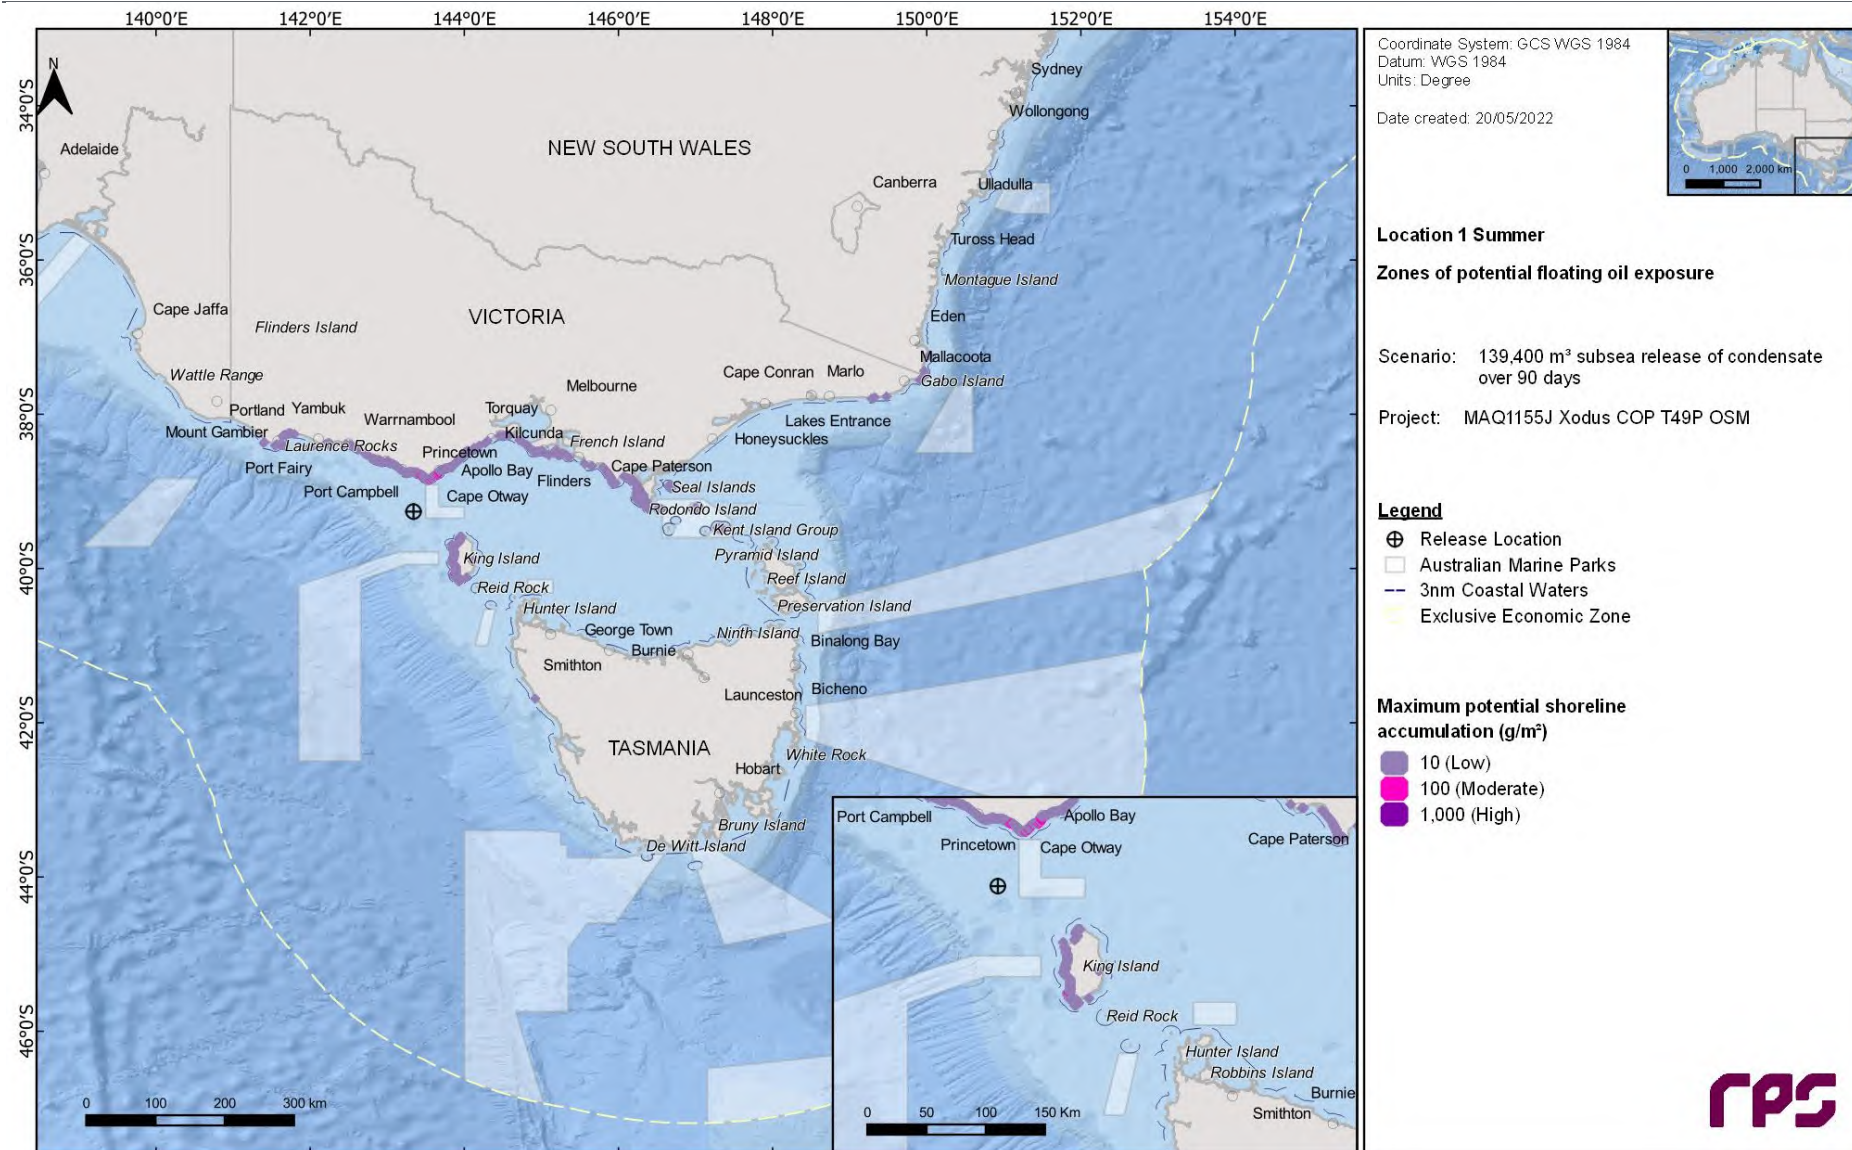 140°0'E 142°0'E 144°0'E 146°0'E 148°0'E 150°0'E 152°0'E 154°0'E
N
34°0'S
36°0'S
38°0'S
40°0'S
42°0'S
44°0'S
46°0'S
Sydney
Wollongong
NEW SOUTH WALES
Adelaide
Canberra
Ulladulla
Tuross Head
Montague Island
Cape Jaffa
VICTORIA
Eden
Flinders Island
Mallacoota
Wattle Range
Cape Conran
Marlo
Gabo Island
Melbourne
Portland
Yambuk
Warrnambool
Torquay
Lakes Entrance
Mount Gambier
Laurence Rocks
Kilcunda
French Island
Honeysuckles
Princetown
Port Fairy
Apollo Bay
Cape Paterson
Flinders
Port Campbell
Cape Otway
Seal Islands
Rodondo Island
Kent Island Group
King Island
Pyramid Island
Reid Rock
Reef Island
Hunter Island
Preservation Island
George Town
Ninth Island
Binalong Bay
Burnie
Smithton
Launceston
Bicheno
TASMANIA
White Rock
Hobart
Bruny Island
De Witt Island
0 100 200 300 km
Port Campbell
Apollo Bay
Princetown
Cape Otway
Cape Paterson
King Island
Reid Rock
Hunter Island
Robbins Island
Burnie
Smithton
0 50 100 150 Km
Coordinate System: GCS WGS 1984
Datum: WGS 1984
Units: Degree
Date created: 20/05/2022
0 1,000 2,000 km
Location 1 Summer
Zones of potential floating oil exposure
Scenario: 139,400 m³ subsea release of condensate
over 90 days
Project: MAQ1155J Xodus COP T49P OSM
Legend
Release Location
Australian Marine Parks
3nm Coastal Waters
Exclusive Economic Zone
Maximum potential shoreline
accumulation (g/m²)
10 (Low)
100 (Moderate)
1,000 (High)
rps